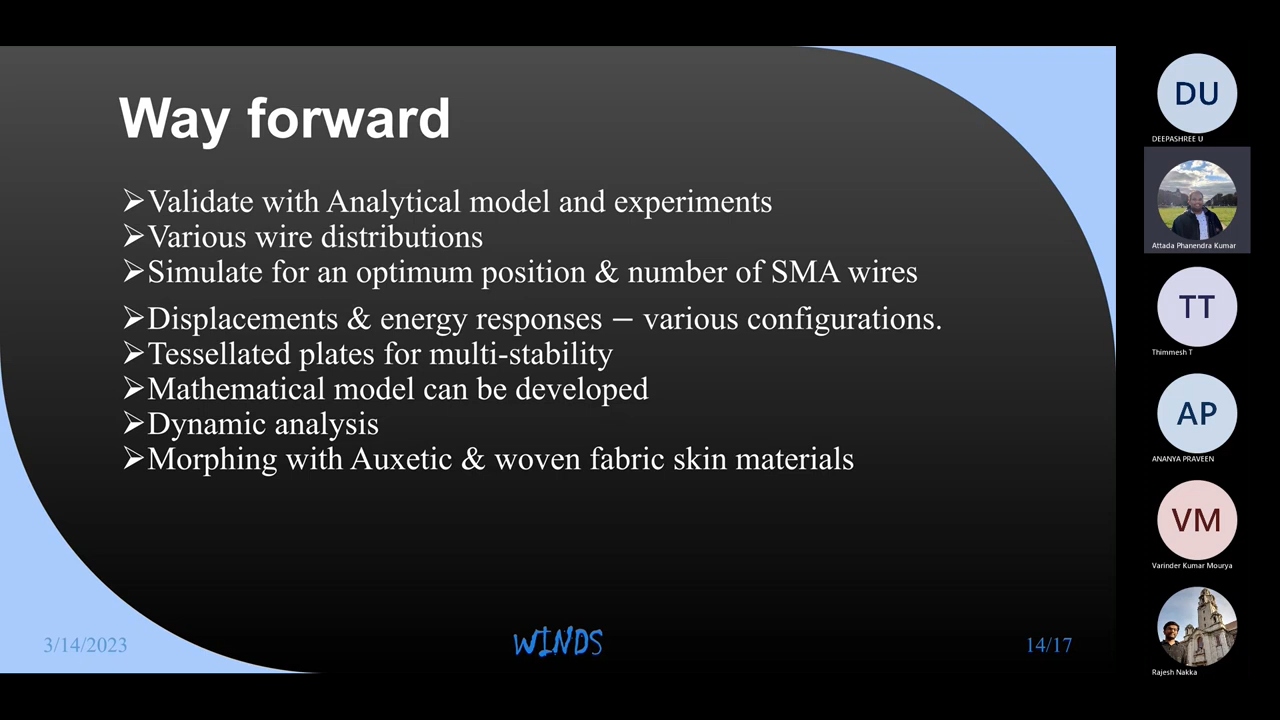 Way forward
➢Validate with Analytical model and experiments
➢Various wire distributions
➢Simulate for an optimum position & number of SMA wires
➢Displacements & energy responses – various configurations.
➢Tessellated plates for multi-stability
➢Mathematical model can be developed
➢Dynamic analysis
➢Morphing with Auxetic & woven fabric skin materials
3/14/2023
WINDS
14/17
DU
DEEPASHREE U
Attada Phanendra Kumar
TT
Thimmesh T
AP
ANANYA PRAVEEN
VM
Varinder Kumar Mourya
Rajesh Nakka